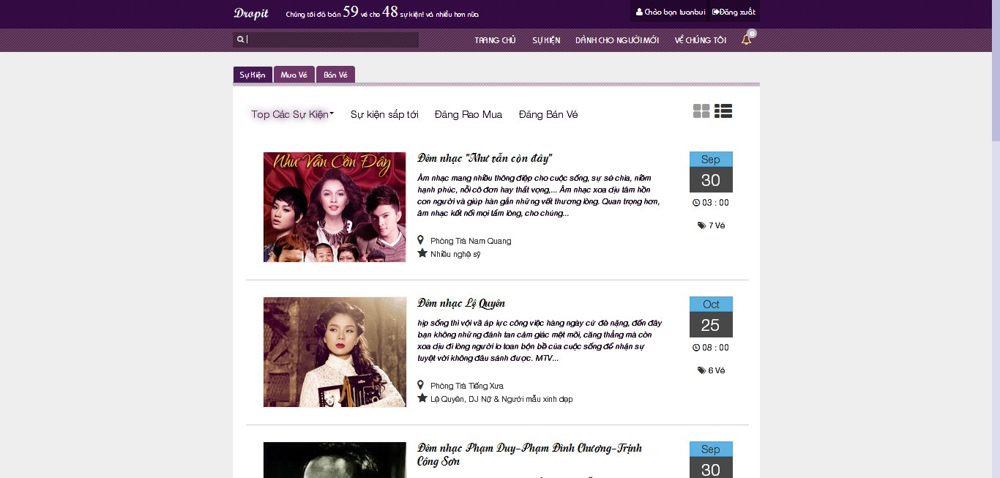 Dropit
Chúng tôi đã bán 59 vé cho 48 sự kiện! và nhiều hơn nữa
Chào bạn tuanbui
Đăng xuất
TRANG CHỦ
SỰ KIỆN
DÀNH CHO NGƯỜI MỚI
VỀ CHÚNG TÔI
0
Sự Kiện
Mua Vé
Bán Vé
Top Các Sự Kiện
Sự kiện sắp tới
Đăng Rao Mua
Đăng Bán Vé
Như Vẫn Còn Đây
Đêm nhạc "Như vẫn còn đây"
Âm nhạc mang nhiều thông điệp cho cuộc sống, sự sẻ chia, niềm
hạnh phúc, nỗi cô đơn hay thất vọng,... Âm nhạc xoa dịu tâm hồn
con người và giúp hàn gắn những vết thương lòng. Quan trọng hơn,
âm nhạc kết nối mọi tấm lòng, cho chúng...
Phòng Trà Nam Quang
Nhiều nghệ sỹ
Sep
30
03 : 00
7 Vé
Đêm nhạc Lệ Quyên
hịp sống thì vội vã áp lực công việc hàng ngày cứ đè nặng, đến đây
bạn không những đánh tan cảm giác mệt mỏi, căng thẳng mà còn
xoa dịu đi lòng người lo toan bộn bề của cuộc sống để nhận sự
tuyệt vời không đâu sánh được. MTV...
Phòng Trà Tiếng Xưa
Lệ Quyên, DJ Nữ & Người mẫu xinh đẹp
Oct
25
08 : 00
6 Vé
Đêm nhạc Phạm Duy-Phạm Đình Chương-Trịnh
Công Sơn
Sep
30